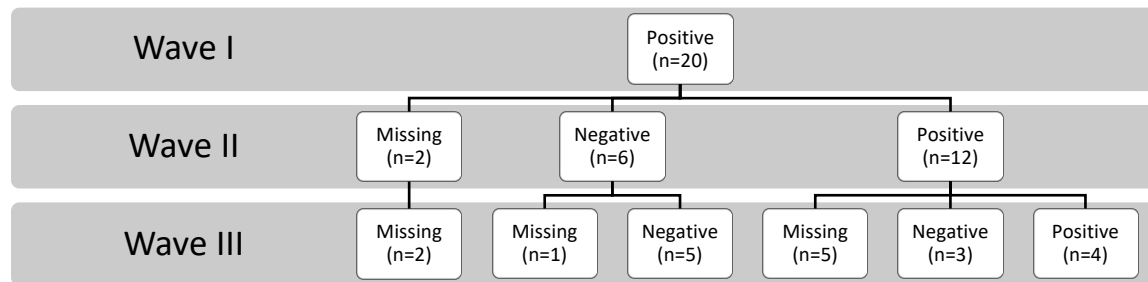 Wave I
Positive
(n=20)
Wave II
Missing
(n=2)
Negative
(n=6)
Positive
(n=12)
Wave III
Missing
(n=2)
Missing
(n=1)
Negative
(n=5)
Missing
(n=5)
Negative
(n=3)
Positive
(n=4)